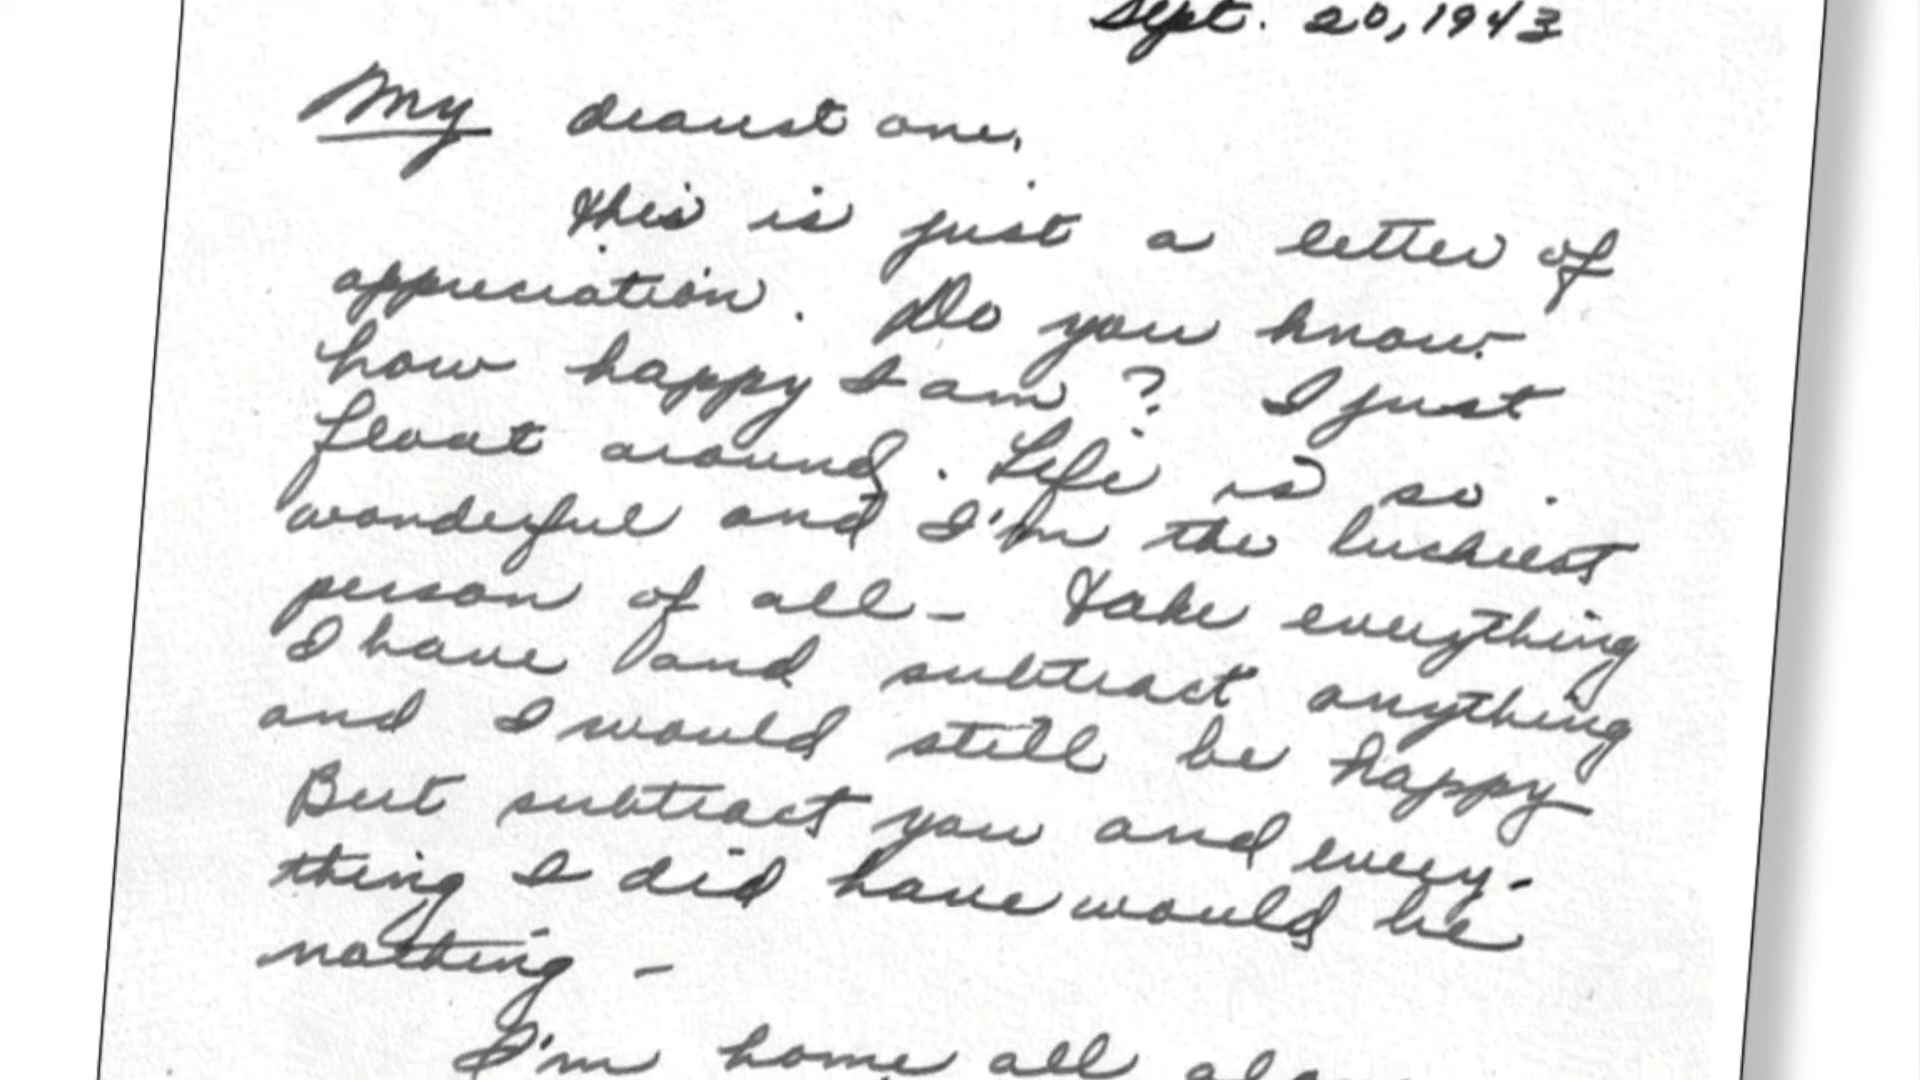 Sept. 20, 1943
My dearest one,
This is just a letter of
appreciation. Do you know
how happy I am? I just
float around. Life is so
wonderful and I'm the luckiest
person of all - Take everything
I have and subtract anything
and I would still be happy
But subtract you and every-
thing I did have would be
nothing -
I'm home all